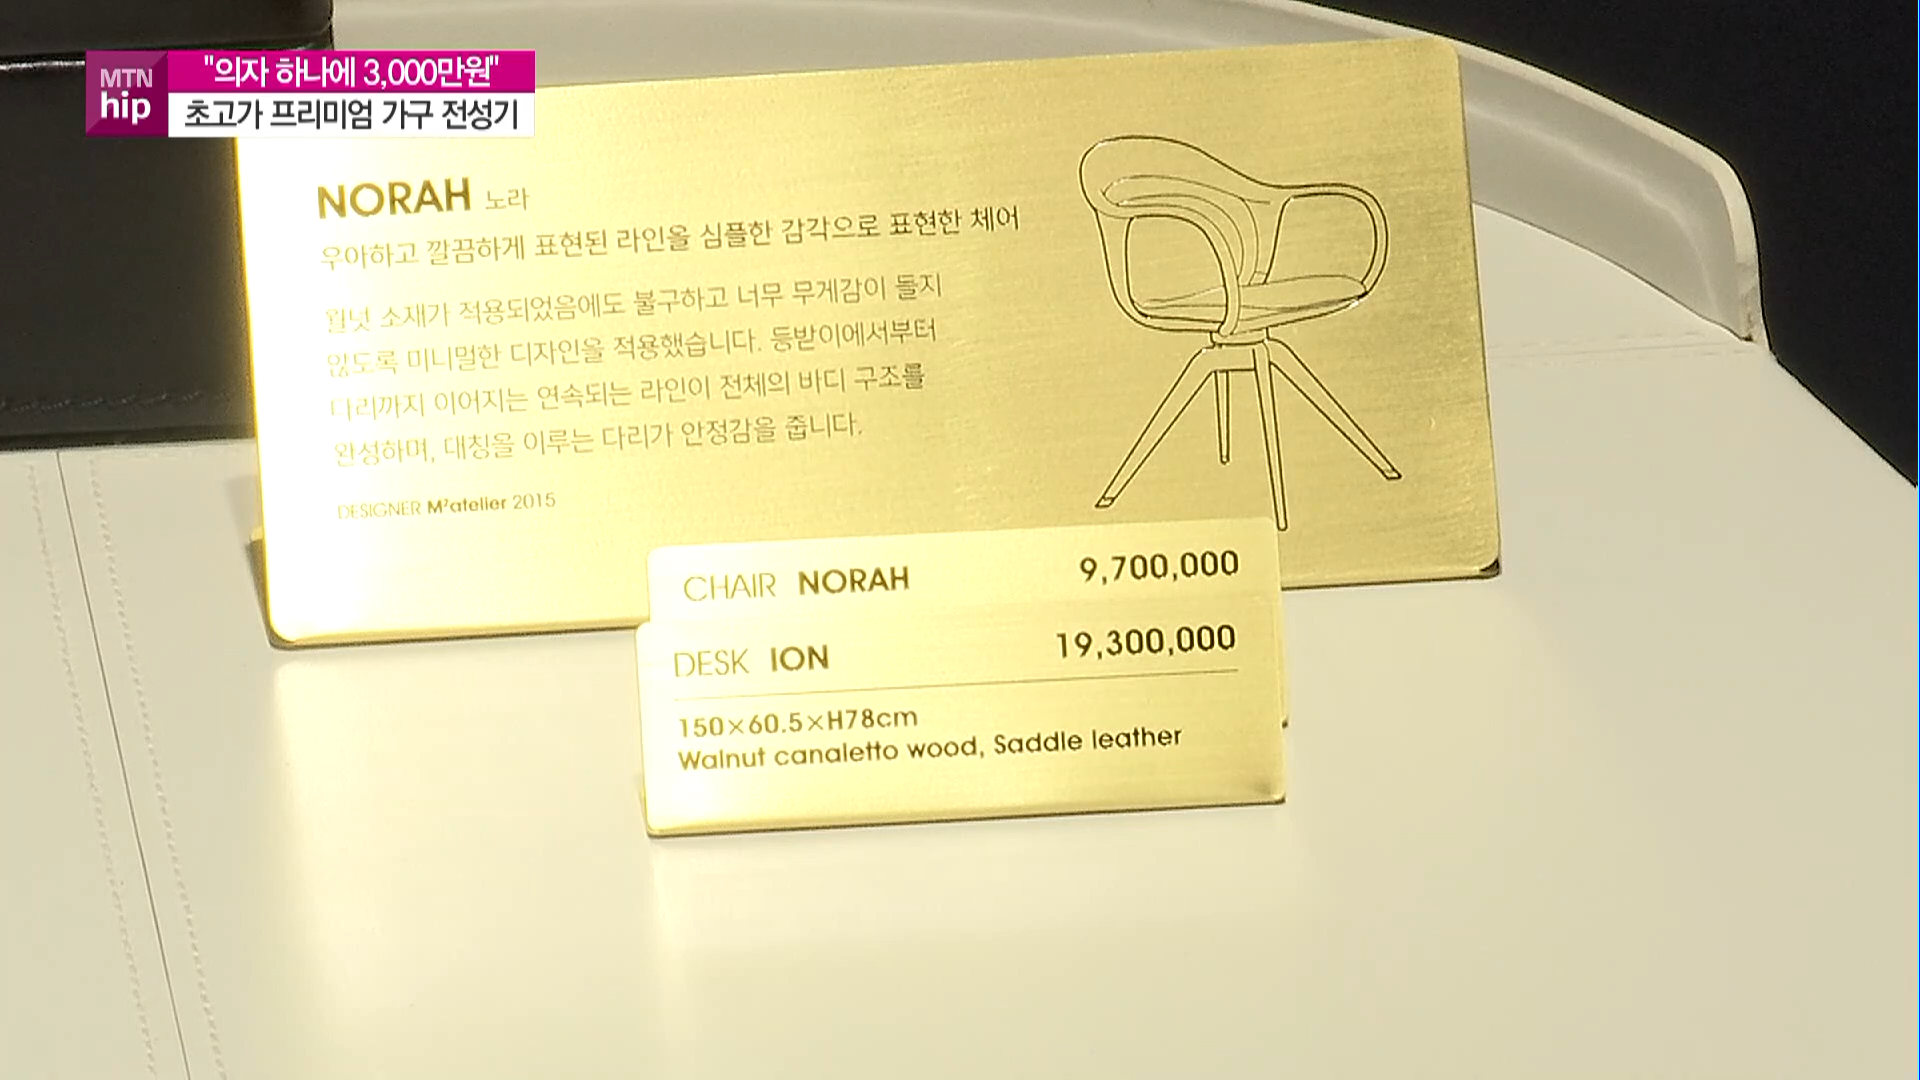 MTN
hip
"의자 하나에 3,000만원"
초고가 프리미엄 가구 전성기
NORAH 노라
우아하고 깔끔하게 표현된 라인을 심플한 감각으로 표현한 체어
월넛 소재가 적용되었음에도 불구하고 너무 무게감이 들지
않도록 미니멀한 디자인을 적용했습니다. 등받이에서부터
다리까지 이어지는 연속되는 라인이 전체의 바디 구조를
완성하며, 대칭을 이루는 다리가 안정감을 줍니다.
DESIGNER M²atelier 2015
CHAIR NORAH 9,700,000
DESK ION 19,300,000
150×60.5×H78cm
Walnut canaletto wood, Saddle leather